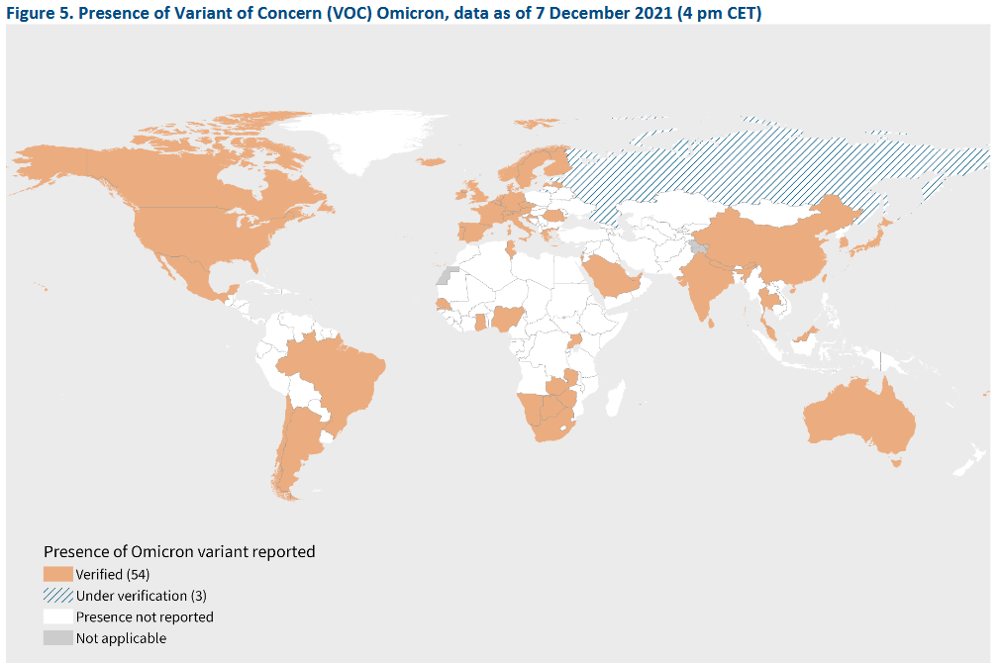 Figure 5. Presence of Variant of Concern (VOC) Omicron, data as of 7 December 2021 (4 pm CET)
Presence of Omicron variant reported
Verified (54)
Under verification (3)
Presence not reported
Not applicable